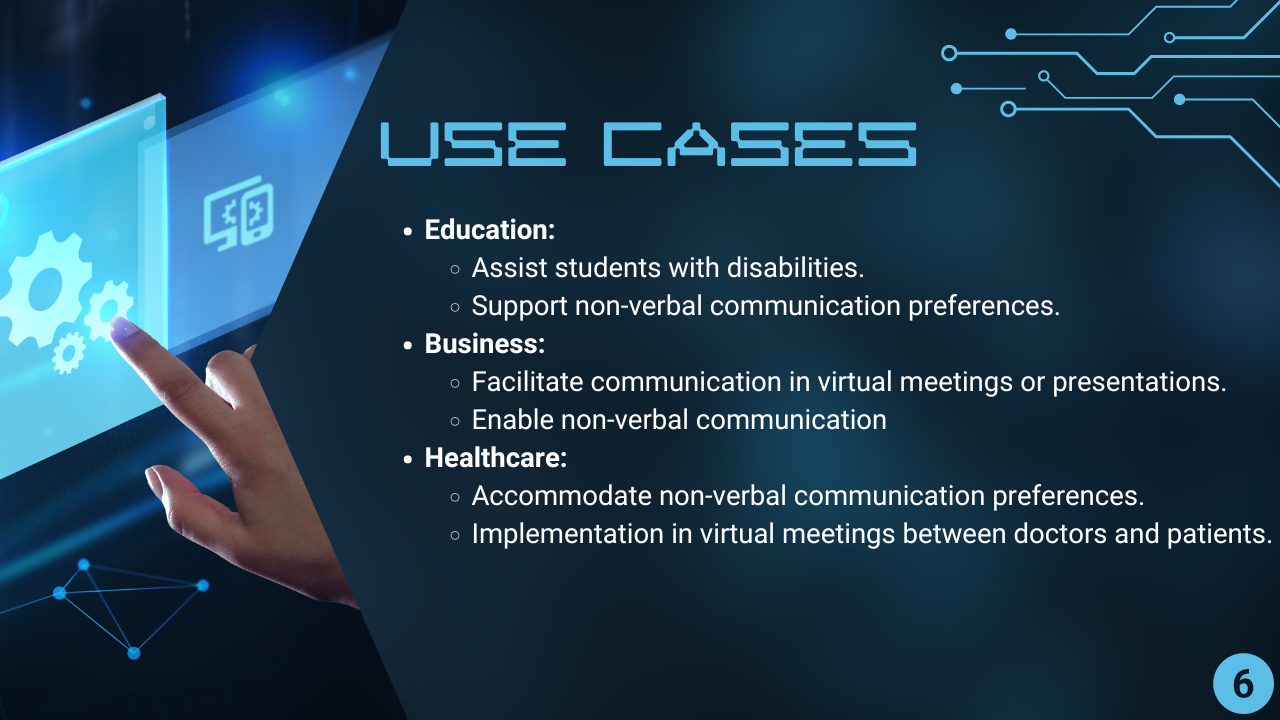 USE CASES
Education:
Assist students with disabilities.
Support non-verbal communication preferences.
Business:
Facilitate communication in virtual meetings or presentations.
Enable non-verbal communication
Healthcare:
Accommodate non-verbal communication preferences.
Implementation in virtual meetings between doctors and patients.
6